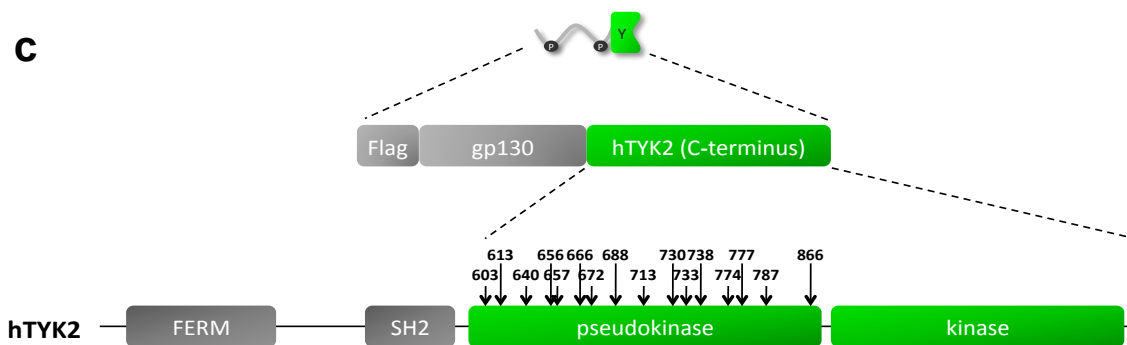 c
P P Y
Flag gp130 hTYK2 (C-terminus)
613 656 666 688 730 738 777 866
603 640 657 672 713 733 774 787
hTYK2 FERM SH2 pseudokinase kinase